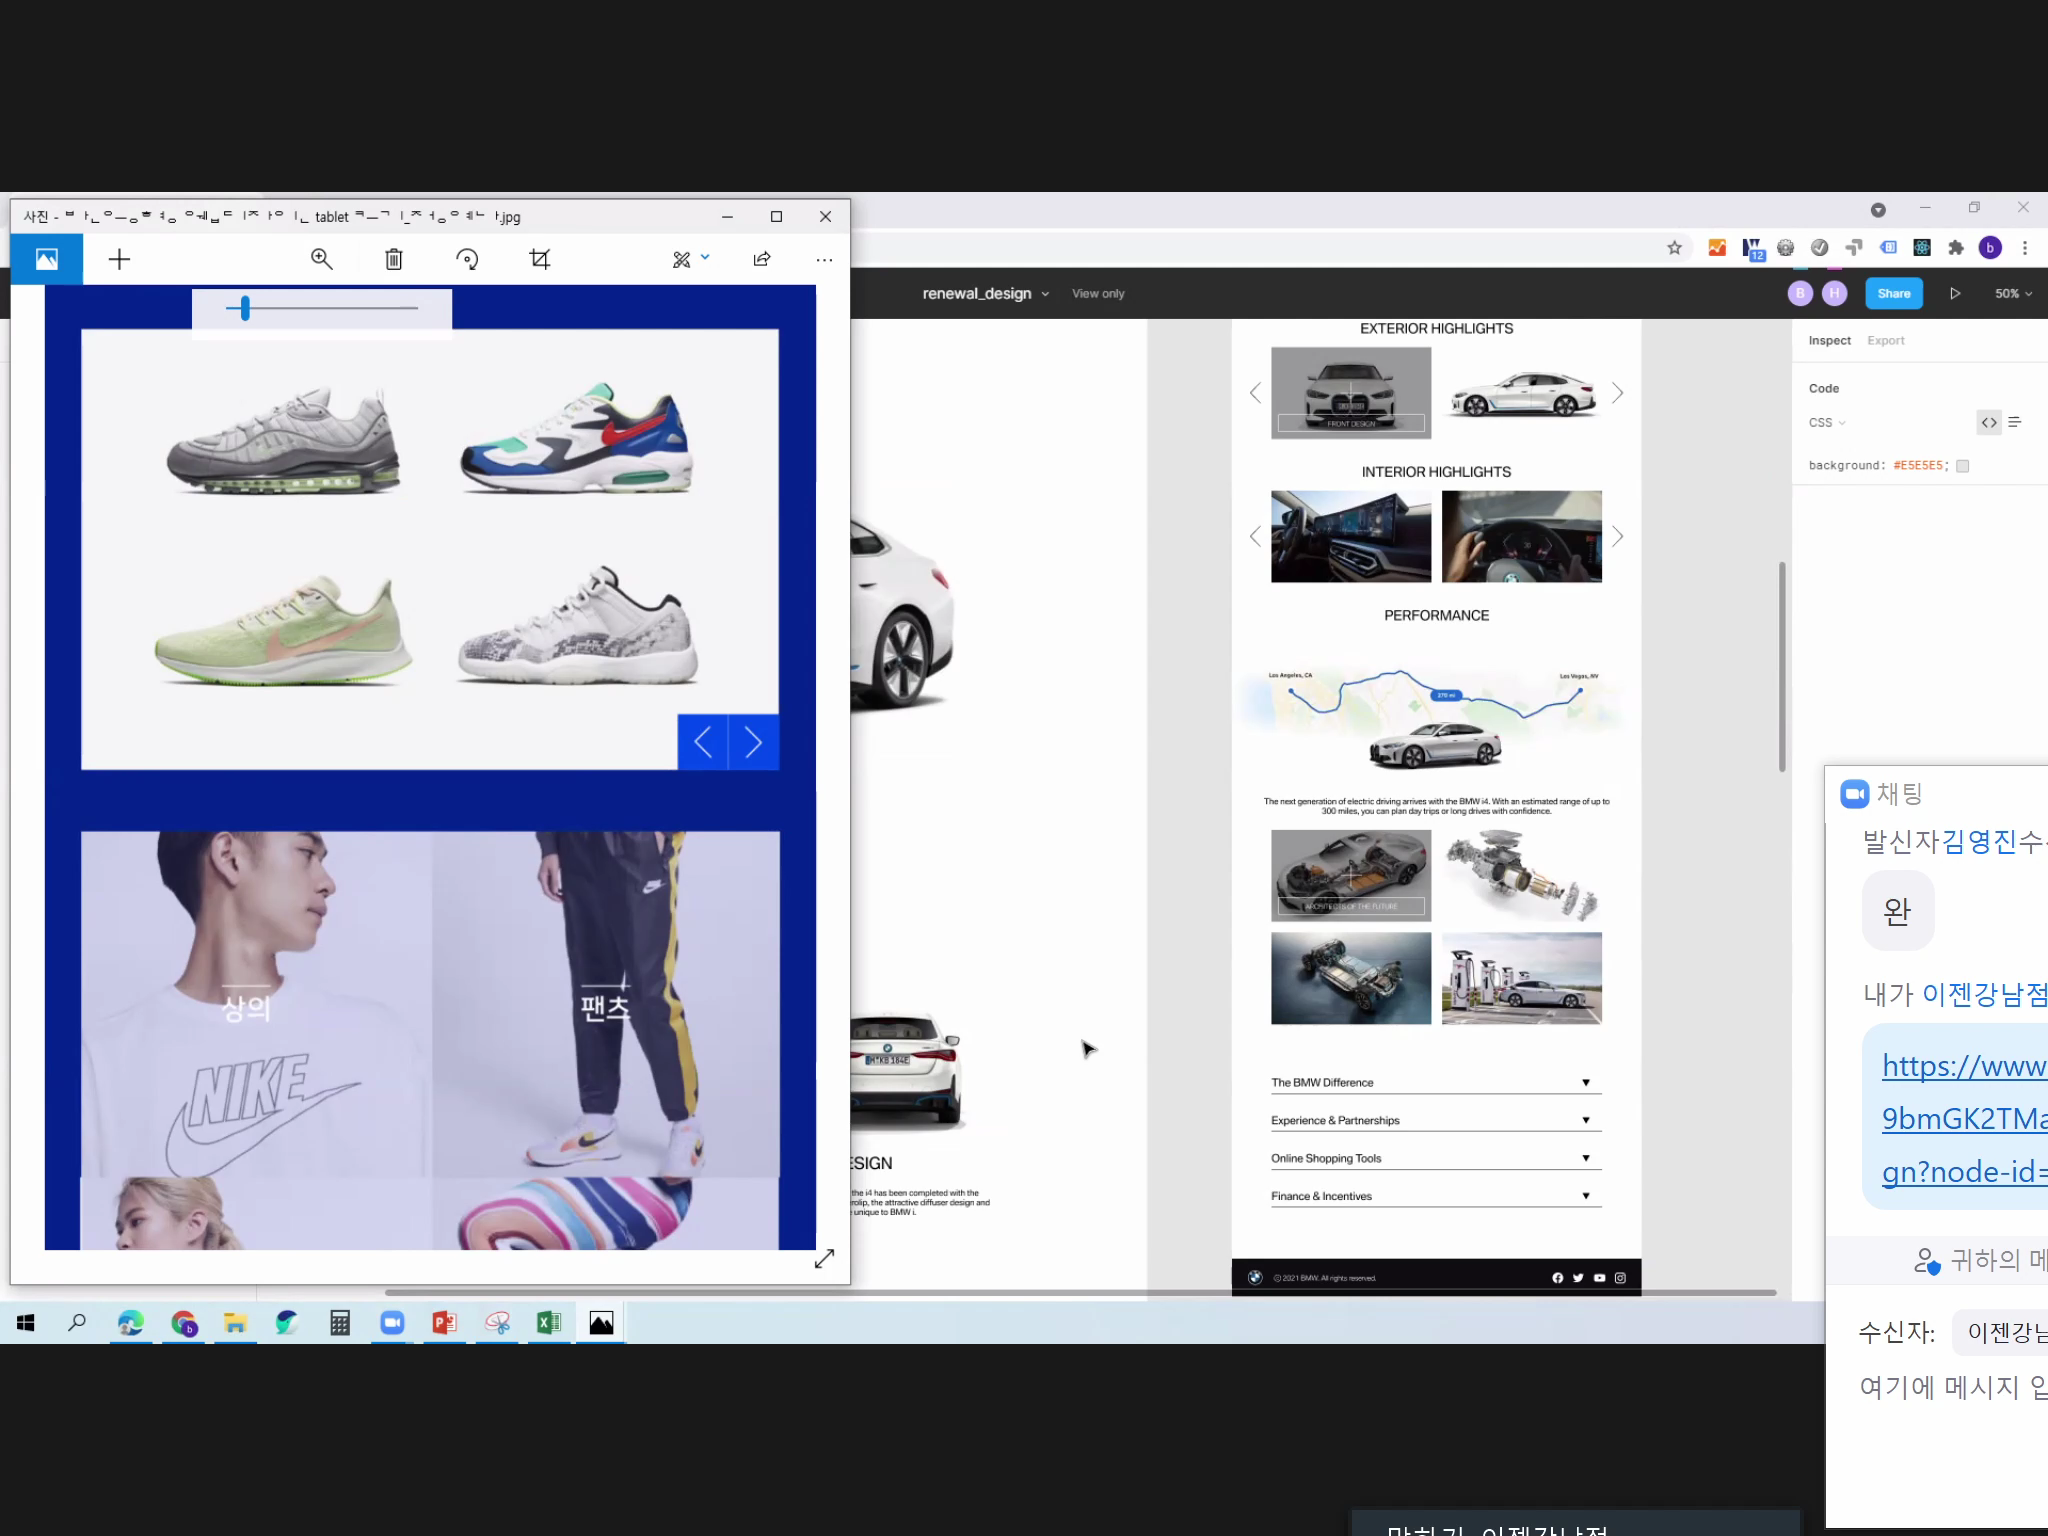 tablet
.jpg
12
b
renewal_design
View only
B
H
Share
50%
Inspect
Export
Code
CSS
background: #E5E5E5;
상의
팬츠
NIKE
ESIGN
the i4 has been completed with the
rolip, the attractive diffuser design and
unique to BMW i.
EXTERIOR HIGHLIGHTS
FRONT DESIGN
INTERIOR HIGHLIGHTS
PERFORMANCE
Los Angeles, CA
Las Vegas, NV
270 mi
The next generation of electric driving arrives with the BMW i4. With an estimated range of up to
300 miles, you can plan day trips or long drives with confidence.
ARCHITECTS OF THE FUTURE
The BMW Difference
Experience & Partnerships
Online Shopping Tools
Finance & Incentives
© 2021 BMW. All rights reserved.
채팅
발신자김영진수
완
내가 이젠강남점
https://www
9bmGK2TMa
gn?node-id=
귀하의 메
수신자:
이젠강남
여기에 메시지 입